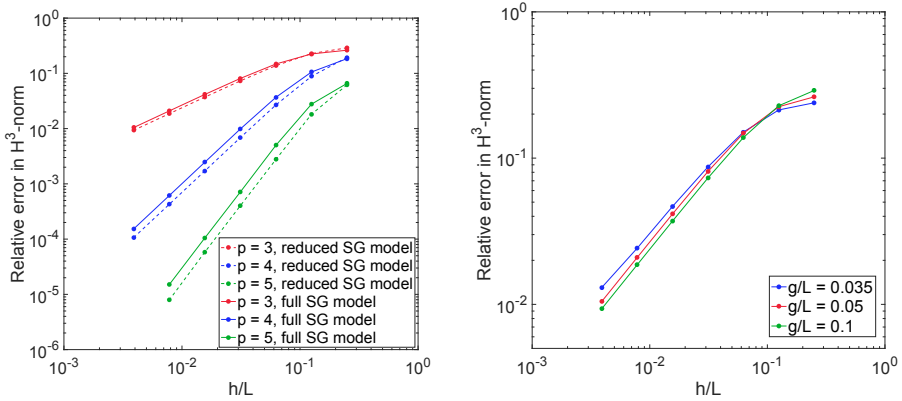 10^0
10^-1
10^-2
10^-3
10^-4
10^-5
10^-6
Relative error in H^3-norm
p = 3, reduced SG model
p = 4, reduced SG model
p = 5, reduced SG model
p = 3, full SG model
p = 4, full SG model
p = 5, full SG model
10^-3
10^-2
10^-1
10^0
h/L
10^0
10^-1
10^-2
Relative error in H^3-norm
g/L = 0.035
g/L = 0.05
g/L = 0.1
10^-3
10^-2
10^-1
10^0
h/L